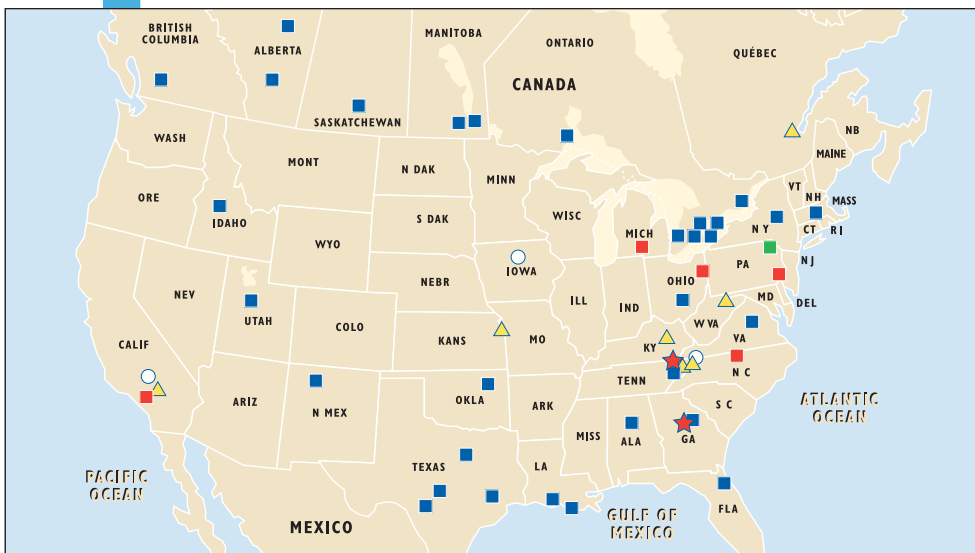 BRITISH
COLUMBIA
ALBERTA
MANITOBA
ONTARIO
QUÉBEC
CANADA
SASKATCHEWAN
WASH
MONT
N DAK
MINN
NB
MAINE
ORE
IDAHO
S DAK
WISC
MICH
VT
NH
MASS
N Y
CT
R I
WYO
IOWA
PA
N J
NEV
NEBR
OHIO
ILL
IND
MD
DEL
UTAH
COLO
W VA
VA
CALIF
KANS
MO
KY
N C
TENN
ARIZ
N MEX
OKLA
ARK
S C
ATLANTIC
OCEAN
MISS
ALA
GA
TEXAS
LA
PACIFIC
OCEAN
FLA
GULF OF
MEXICO
MEXICO